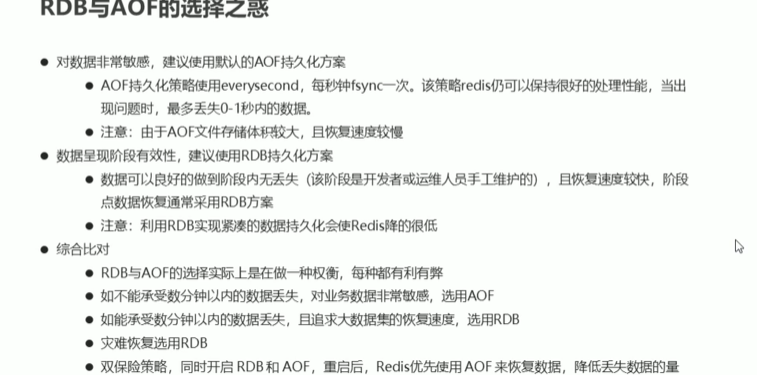 RDB与AOF的选择之惑
● 对数据非常敏感，建议使用默认的AOF持久化方案
● AOF持久化策略使用everysecond，每秒钟fsync一次。该策略redis仍可以保持很好的处理性能，当出
现问题时，最多丢失0-1秒内的数据。
● 注意：由于AOF文件存储体积较大，且恢复速度较慢
● 数据呈现阶段有效性，建议使用RDB持久化方案
● 数据可以良好的做到阶段内无丢失（该阶段是开发者或运维人员手工维护的），且恢复速度较快，阶段
点数据恢复通常采用RDB方案
● 注意：利用RDB实现紧凑的数据持久化会使Redis降的很低
● 综合比对
● RDB与AOF的选择实际上是在做一种权衡，每种都有利有弊
● 如不能承受数分钟以内的数据丢失，对业务数据非常敏感，选用AOF
● 如能承受数分钟以内的数据丢失，且追求大数据集的恢复速度，选用RDB
● 灾难恢复选用RDB
● 双保险策略，同时开启 RDB 和 AOF，重启后，Redis优先使用 AOF 来恢复数据，降低丢失数据的量